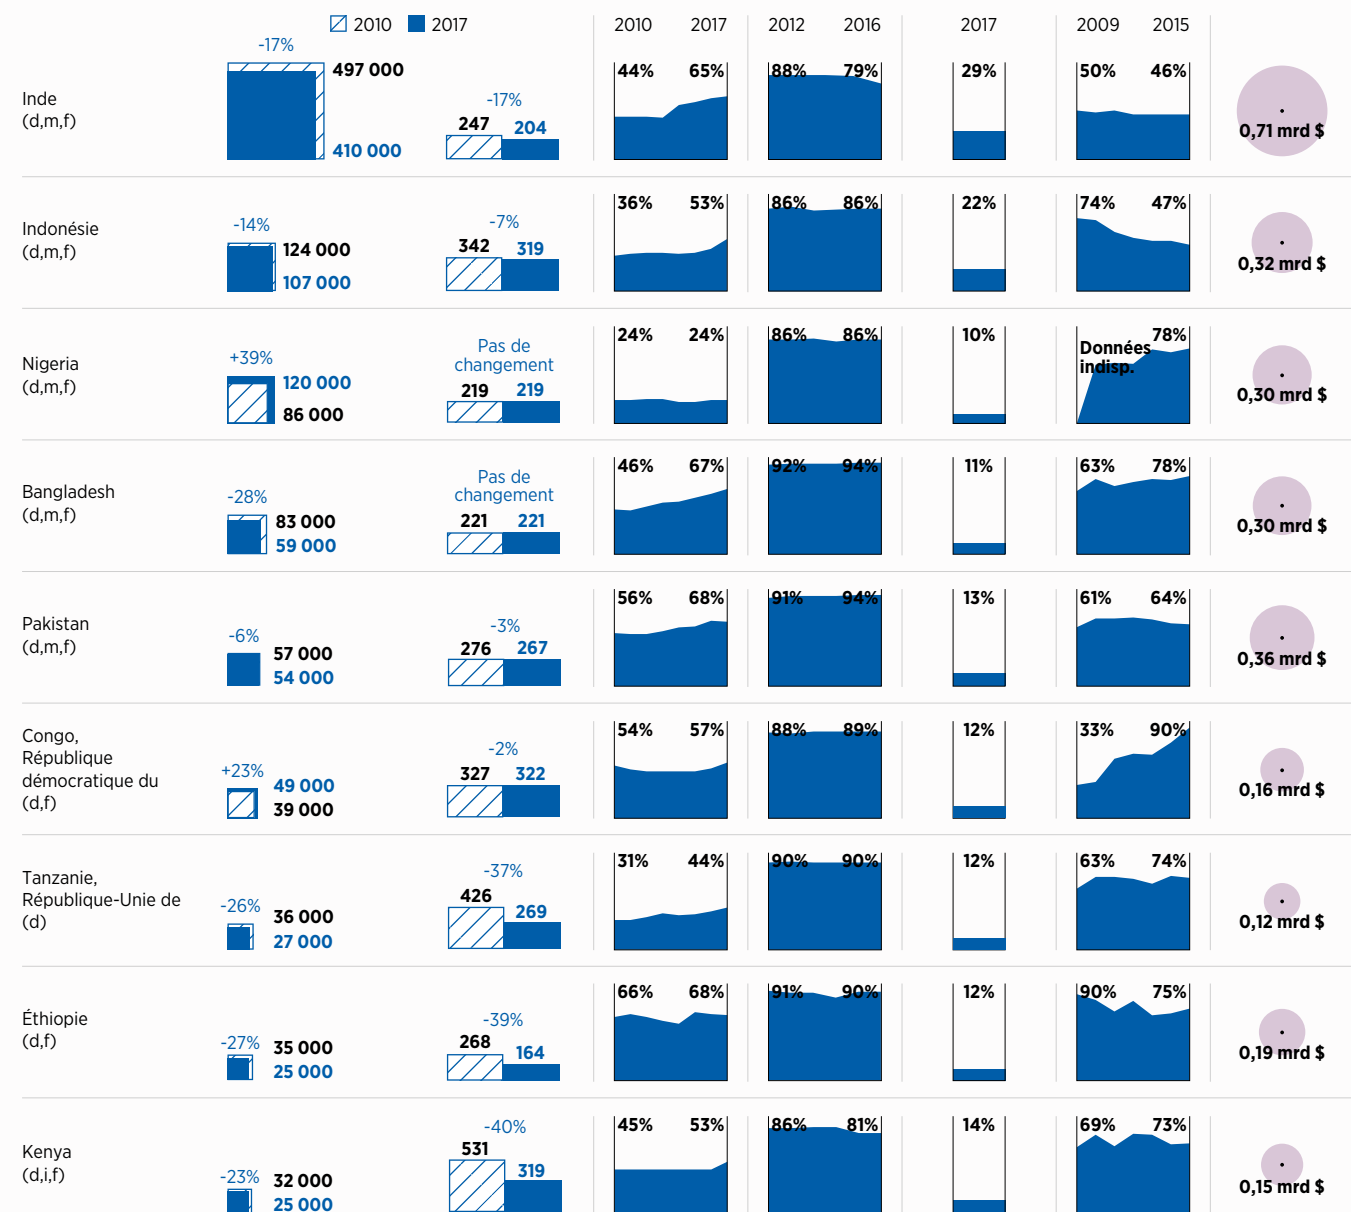 2010 2017
2010 2017
2012 2016
2017
2009 2015
Inde
(d,m,f)
-17%
497 000
410 000
-17%
247 204
44% 65%
88% 79%
29%
50% 46%
0,71 mrd $
Indonésie
(d,m,f)
-14%
124 000
107 000
-7%
342 319
36% 53%
86% 86%
22%
74% 47%
0,32 mrd $
Nigeria
(d,m,f)
+39%
120 000
86 000
Pas de
changement
219 219
24% 24%
86% 86%
10%
Données
indisp.
78%
0,30 mrd $
Bangladesh
(d,m,f)
-28%
83 000
59 000
Pas de
changement
221 221
46% 67%
92% 94%
11%
63% 78%
0,30 mrd $
Pakistan
(d,m,f)
-6%
57 000
54 000
-3%
276 267
56% 68%
91% 94%
13%
61% 64%
0,36 mrd $
Congo,
République
démocratique du
(d,f)
+23%
49 000
39 000
-2%
327 322
54% 57%
88% 89%
12%
33% 90%
0,16 mrd $
Tanzanie,
République-Unie de
(d)
-26%
36 000
27 000
-37%
426 269
31% 44%
90% 90%
12%
63% 74%
0,12 mrd $
Éthiopie
(d,f)
-27%
35 000
25 000
-39%
268 164
66% 68%
91% 90%
12%
90% 75%
0,19 mrd $
Kenya
(d,i,f)
-23%
32 000
25 000
-40%
531 319
45% 53%
86% 81%
14%
69% 73%
0,15 mrd $